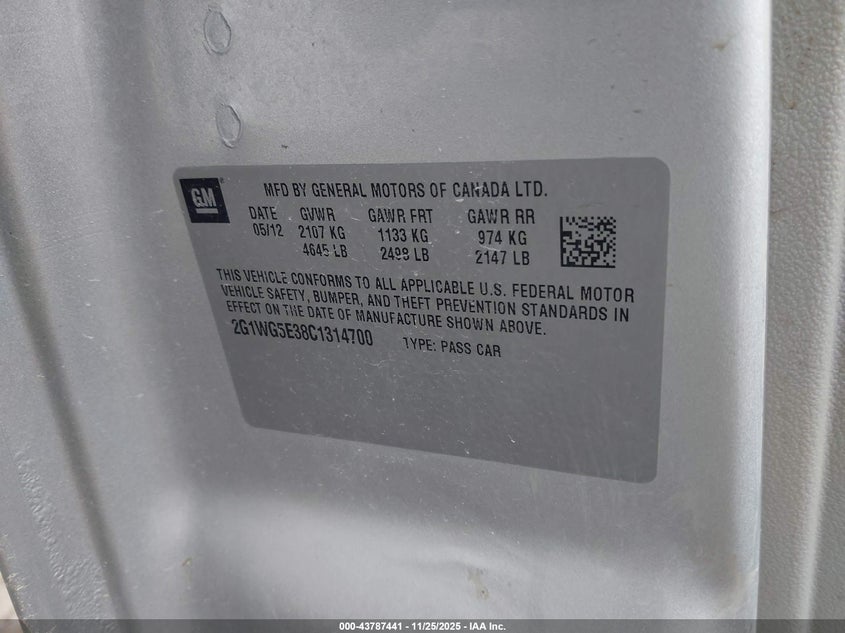 GM
MFD BY GENERAL MOTORS OF CANADA LTD.
DATE GVWR GAWR FRT GAWR RR
05/12 2107 KG 1133 KG 974 KG
4645 LB 2498 LB 2147 LB
THIS VEHICLE CONFORMS TO ALL APPLICABLE U.S. FEDERAL MOTOR
VEHICLE SAFETY, BUMPER, AND THEFT PREVENTION STANDARDS IN
EFFECT ON THE DATE OF MANUFACTURE SHOWN ABOVE.
2G1WG5E38C1314700 TYPE: PASS CAR
000-43787441 - 11/25/2025 - IAA Inc.